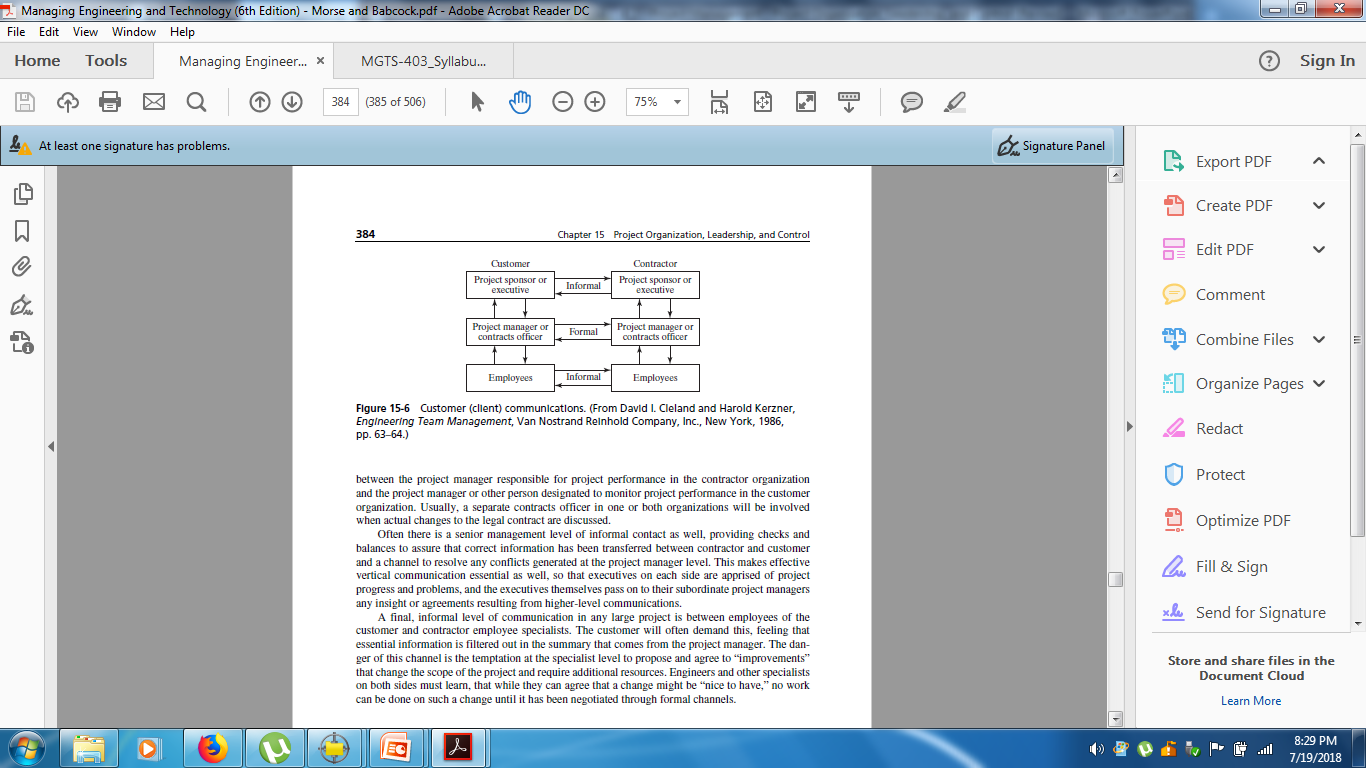 Managing Engineering and Technology (6th Edition) - Morse and Babcock.pdf - Adobe Acrobat Reader DC
File Edit View Window Help
Home Tools Managing Engineer... × MGTS-403_Syllabu... ? Sign In
384 (385 of 506) 75%
At least one signature has problems. Signature Panel
384 Chapter 15 Project Organization, Leadership, and Control
Customer Contractor
Project sponsor or executive Informal Project sponsor or executive
Project manager or contracts officer Formal Project manager or contracts officer
Employees Informal Employees
Figure 15-6 Customer (client) communications. (From David I. Cleland and Harold Kerzner,
Engineering Team Management, Van Nostrand Reinhold Company, Inc., New York, 1986,
pp. 63–64.)
between the project manager responsible for project performance in the contractor organization
and the project manager or other person designated to monitor project performance in the customer
organization. Usually, a separate contracts officer in one or both organizations will be involved
when actual changes to the legal contract are discussed.
Often there is a senior management level of informal contact as well, providing checks and
balances to assure that correct information has been transferred between contractor and customer
and a channel to resolve any conflicts generated at the project manager level. This makes effective
vertical communication essential as well, so that executives on each side are apprised of project
progress and problems, and the executives themselves pass on to their subordinate project managers
any insight or agreements resulting from higher-level communications.
A final, informal level of communication in any large project is between employees of the
customer and contractor employee specialists. The customer will often demand this, feeling that
essential information is filtered out in the summary that comes from the project manager. The dan-
ger of this channel is the temptation at the specialist level to propose and agree to “improvements”
that change the scope of the project and require additional resources. Engineers and other specialists
on both sides must learn, that while they can agree that a change might be “nice to have,” no work
can be done on such a change until it has been negotiated through formal channels.
Export PDF
Create PDF
Edit PDF
Comment
Combine Files
Organize Pages
Redact
Protect
Optimize PDF
Fill & Sign
Send for Signature
Store and share files in the
Document Cloud
Learn More
8:29 PM
7/19/2018